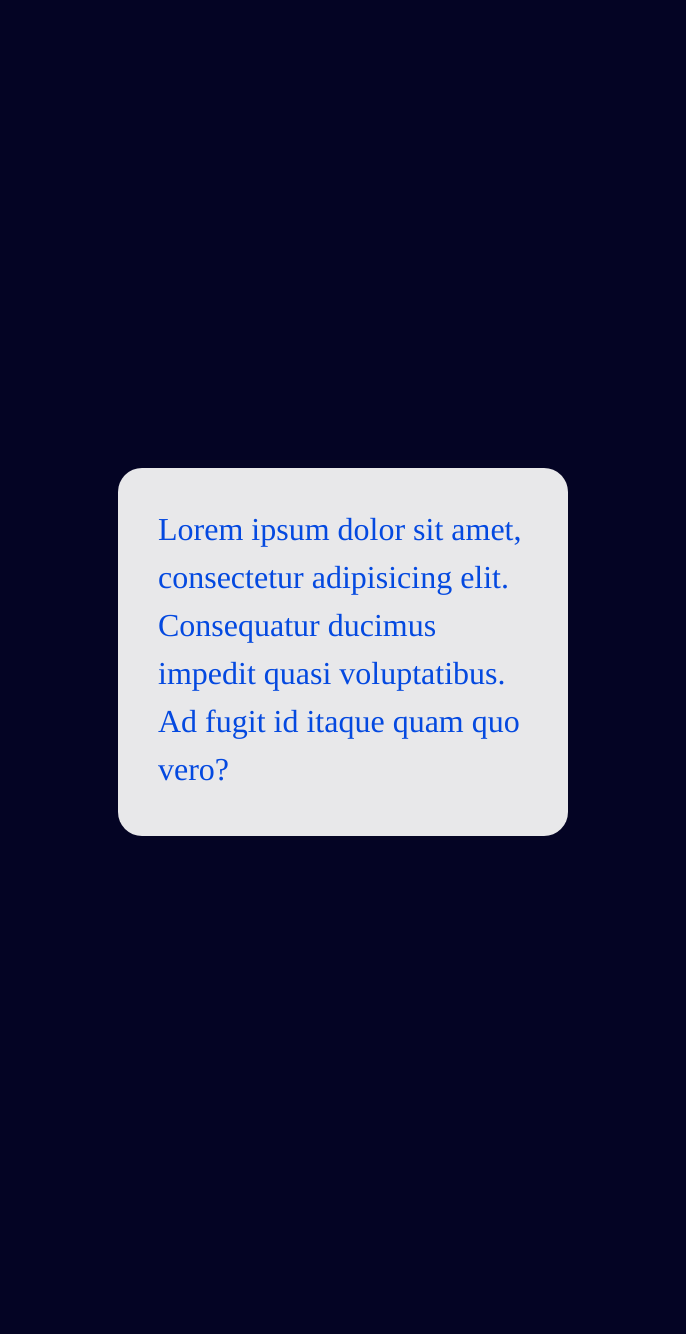 Lorem ipsum dolor sit amet,
consectetur adipisicing elit.
Consequatur ducimus
impedit quasi voluptatibus.
Ad fugit id itaque quam quo
vero?